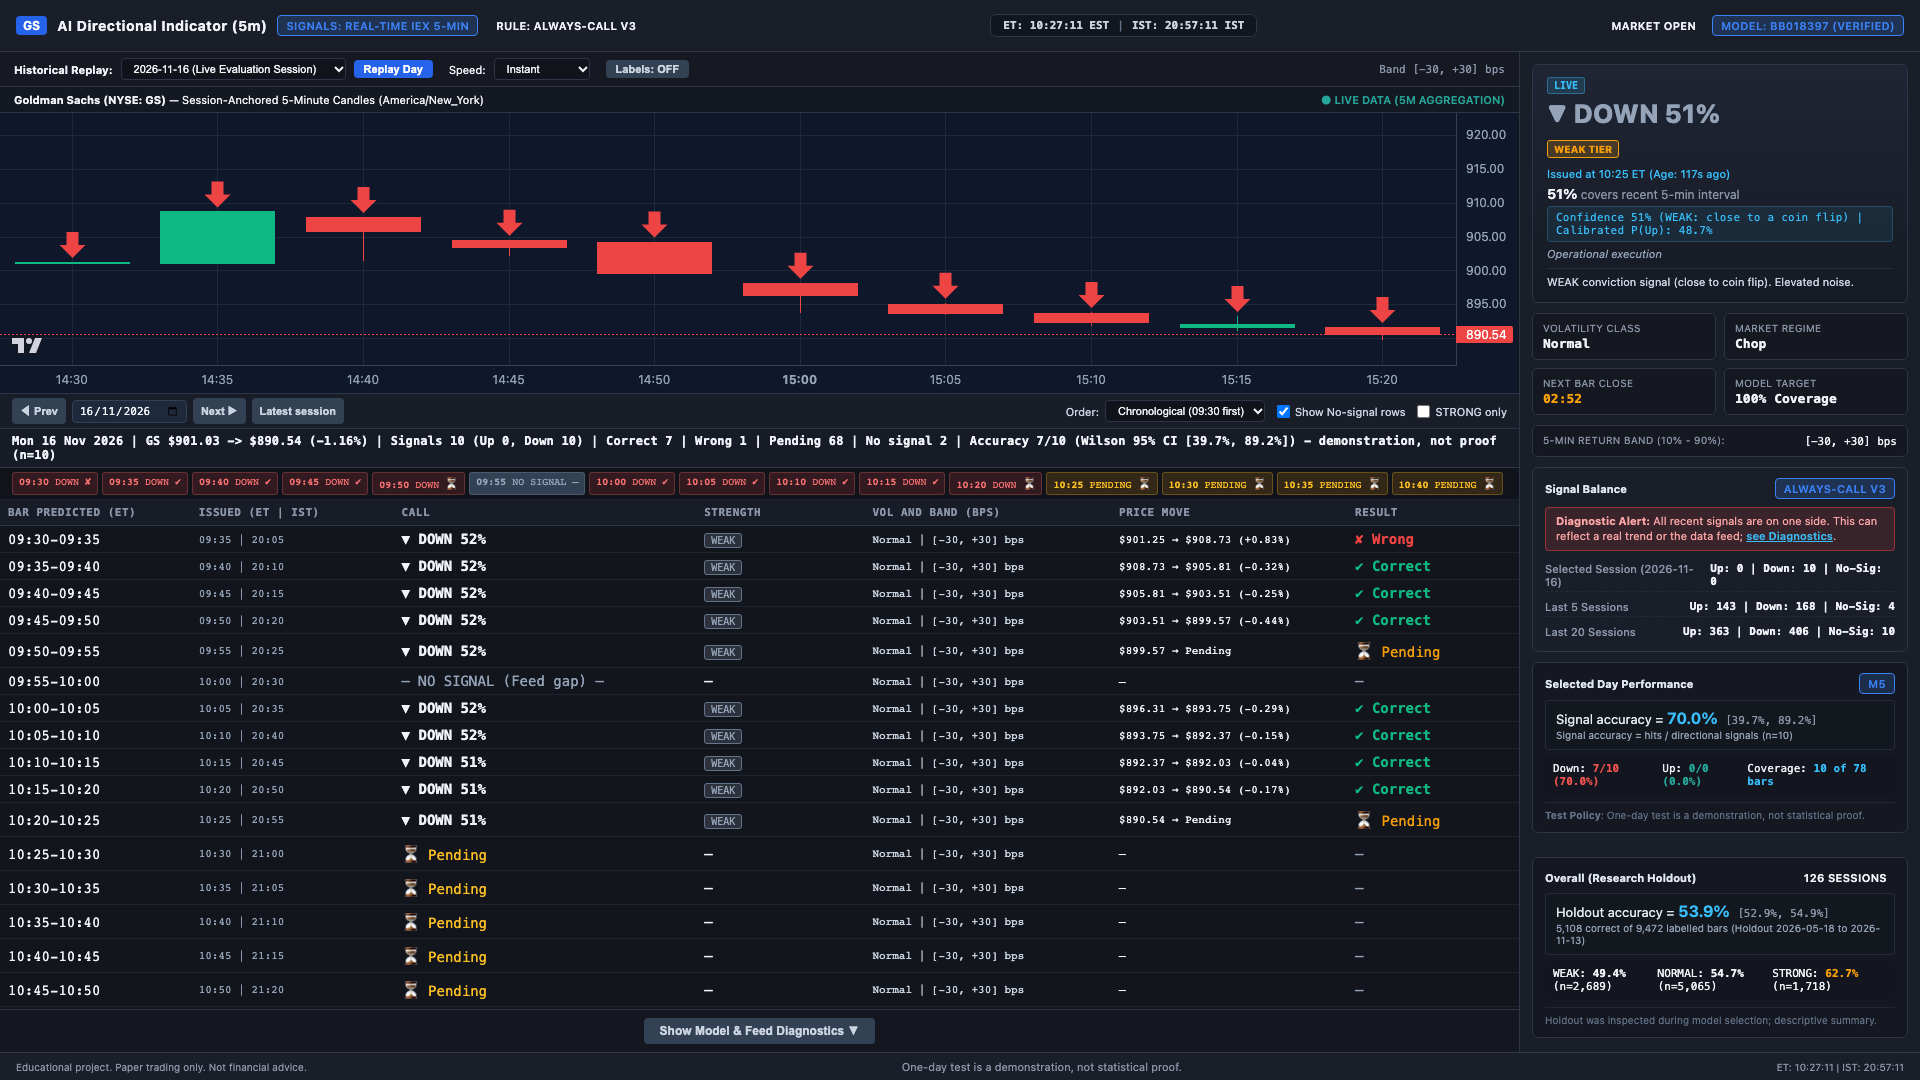 GS AI Directional Indicator (5m) SIGNALS: REAL-TIME IEX 5-MIN RULE: ALWAYS-CALL V3 ET: 10:27:11 EST | IST: 20:57:11 IST MARKET OPEN MODEL: BB018397 (VERIFIED)
Historical Replay: 2026-11-16 (Live Evaluation Session) Replay Day Speed: Instant Labels: OFF Band [−30, +30] bps
Goldman Sachs (NYSE: GS) — Session-Anchored 5-Minute Candles (America/New_York) LIVE DATA (5M AGGREGATION)
920.00
915.00
910.00
905.00
900.00
895.00
890.54
14:30 14:35 14:40 14:45 14:50 15:00 15:05 15:10 15:15 15:20
◀ Prev 16/11/2026 Next ▶ Latest session Order: Chronological (09:30 first) Show No-signal rows STRONG only
Mon 16 Nov 2026 | GS $901.03 −> $890.54 (−1.16%) | Signals 10 (Up 0, Down 10) | Correct 7 | Wrong 1 | Pending 68 | No signal 2 | Accuracy 7/10 (Wilson 95% CI [39.7%, 89.2%]) − demonstration, not proof
(n=10)
09:30 DOWN ✘ 09:35 DOWN ✔ 09:40 DOWN ✔ 09:45 DOWN ✔ 09:50 DOWN ⏳ 09:55 NO SIGNAL — 10:00 DOWN ✔ 10:05 DOWN ✔ 10:10 DOWN ✔ 10:15 DOWN ✔ 10:20 DOWN ⏳ 10:25 PENDING ⏳ 10:30 PENDING ⏳ 10:35 PENDING ⏳ 10:40 PENDING ⏳
BAR PREDICTED (ET) ISSUED (ET | IST) CALL STRENGTH VOL AND BAND (BPS) PRICE MOVE RESULT
09:30−09:35 09:35 | 20:05 ▼ DOWN 52% WEAK Normal | [−30, +30] bps $901.25 → $908.73 (+0.83%) ✘ Wrong
09:35−09:40 09:40 | 20:10 ▼ DOWN 52% WEAK Normal | [−30, +30] bps $908.73 → $905.81 (−0.32%) ✔ Correct
09:40−09:45 09:45 | 20:15 ▼ DOWN 52% WEAK Normal | [−30, +30] bps $905.81 → $903.51 (−0.25%) ✔ Correct
09:45−09:50 09:50 | 20:20 ▼ DOWN 52% WEAK Normal | [−30, +30] bps $903.51 → $899.57 (−0.44%) ✔ Correct
09:50−09:55 09:55 | 20:25 ▼ DOWN 52% WEAK Normal | [−30, +30] bps $899.57 → Pending ⏳ Pending
09:55−10:00 10:00 | 20:30 — NO SIGNAL (Feed gap) — — Normal | [−30, +30] bps — —
10:00−10:05 10:05 | 20:35 ▼ DOWN 52% WEAK Normal | [−30, +30] bps $896.31 → $893.75 (−0.29%) ✔ Correct
10:05−10:10 10:10 | 20:40 ▼ DOWN 52% WEAK Normal | [−30, +30] bps $893.75 → $892.37 (−0.15%) ✔ Correct
10:10−10:15 10:15 | 20:45 ▼ DOWN 51% WEAK Normal | [−30, +30] bps $892.37 → $892.03 (−0.04%) ✔ Correct
10:15−10:20 10:20 | 20:50 ▼ DOWN 51% WEAK Normal | [−30, +30] bps $892.03 → $890.54 (−0.17%) ✔ Correct
10:20−10:25 10:25 | 20:55 ▼ DOWN 51% WEAK Normal | [−30, +30] bps $890.54 → Pending ⏳ Pending
10:25−10:30 10:30 | 21:00 ⏳ Pending — Normal | [−30, +30] bps — —
10:30−10:35 10:35 | 21:05 ⏳ Pending — Normal | [−30, +30] bps — —
10:35−10:40 10:40 | 21:10 ⏳ Pending — Normal | [−30, +30] bps — —
10:40−10:45 10:45 | 21:15 ⏳ Pending — Normal | [−30, +30] bps — —
10:45−10:50 10:50 | 21:20 ⏳ Pending — Normal | [−30, +30] bps — —
Show Model & Feed Diagnostics ▼
LIVE
▼ DOWN 51%
WEAK TIER
Issued at 10:25 ET (Age: 117s ago)
51% covers recent 5-min interval
Confidence 51% (WEAK: close to a coin flip) |
Calibrated P(Up): 48.7%
Operational execution
WEAK conviction signal (close to coin flip). Elevated noise.
VOLATILITY CLASS MARKET REGIME
Normal Chop
NEXT BAR CLOSE MODEL TARGET
02:52 100% Coverage
5-MIN RETURN BAND (10% - 90%): [−30, +30] bps
Signal Balance ALWAYS-CALL V3
Diagnostic Alert: All recent signals are on one side. This can
reflect a real trend or the data feed; see Diagnostics.
Selected Session (2026-11- Up: 0 | Down: 10 | No−Sig:
16) 0
Last 5 Sessions Up: 143 | Down: 168 | No−Sig: 4
Last 20 Sessions Up: 363 | Down: 406 | No−Sig: 10
Selected Day Performance M5
Signal accuracy = 70.0% [39.7%, 89.2%]
Signal accuracy = hits / directional signals (n=10)
Down: 7/10 Up: 0/0 Coverage: 10 of 78
(70.0%) (0.0%) bars
Test Policy: One-day test is a demonstration, not statistical proof.
Overall (Research Holdout) 126 SESSIONS
Holdout accuracy = 53.9% [52.9%, 54.9%]
5,108 correct of 9,472 labelled bars (Holdout 2026-05-18 to 2026-
11-13)
WEAK: 49.4% NORMAL: 54.7% STRONG: 62.7%
(n=2,689) (n=5,065) (n=1,718)
Holdout was inspected during model selection; descriptive summary.
Educational project. Paper trading only. Not financial advice. One-day test is a demonstration, not statistical proof. ET: 10:27:11 | IST: 20:57:11